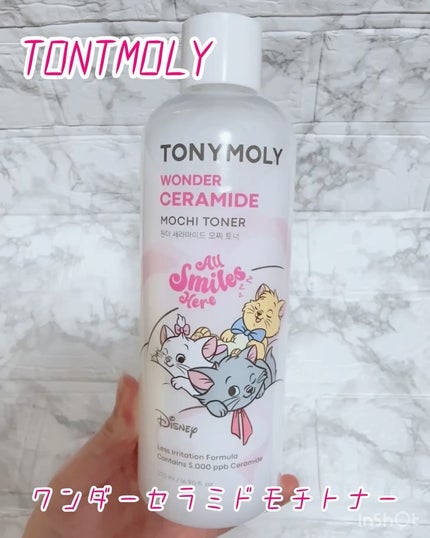 TONTMOLY
TONYMOLY
WONDER
CERAMIDE
MOCHI TONER
원더 세라마이드 모찌 토너
All
Smiles
Here
z z z
Disney
Less Irritation Formula
Contains 5,000 ppb Ceramide
ワンダーセラミドモチトナー
InShOt